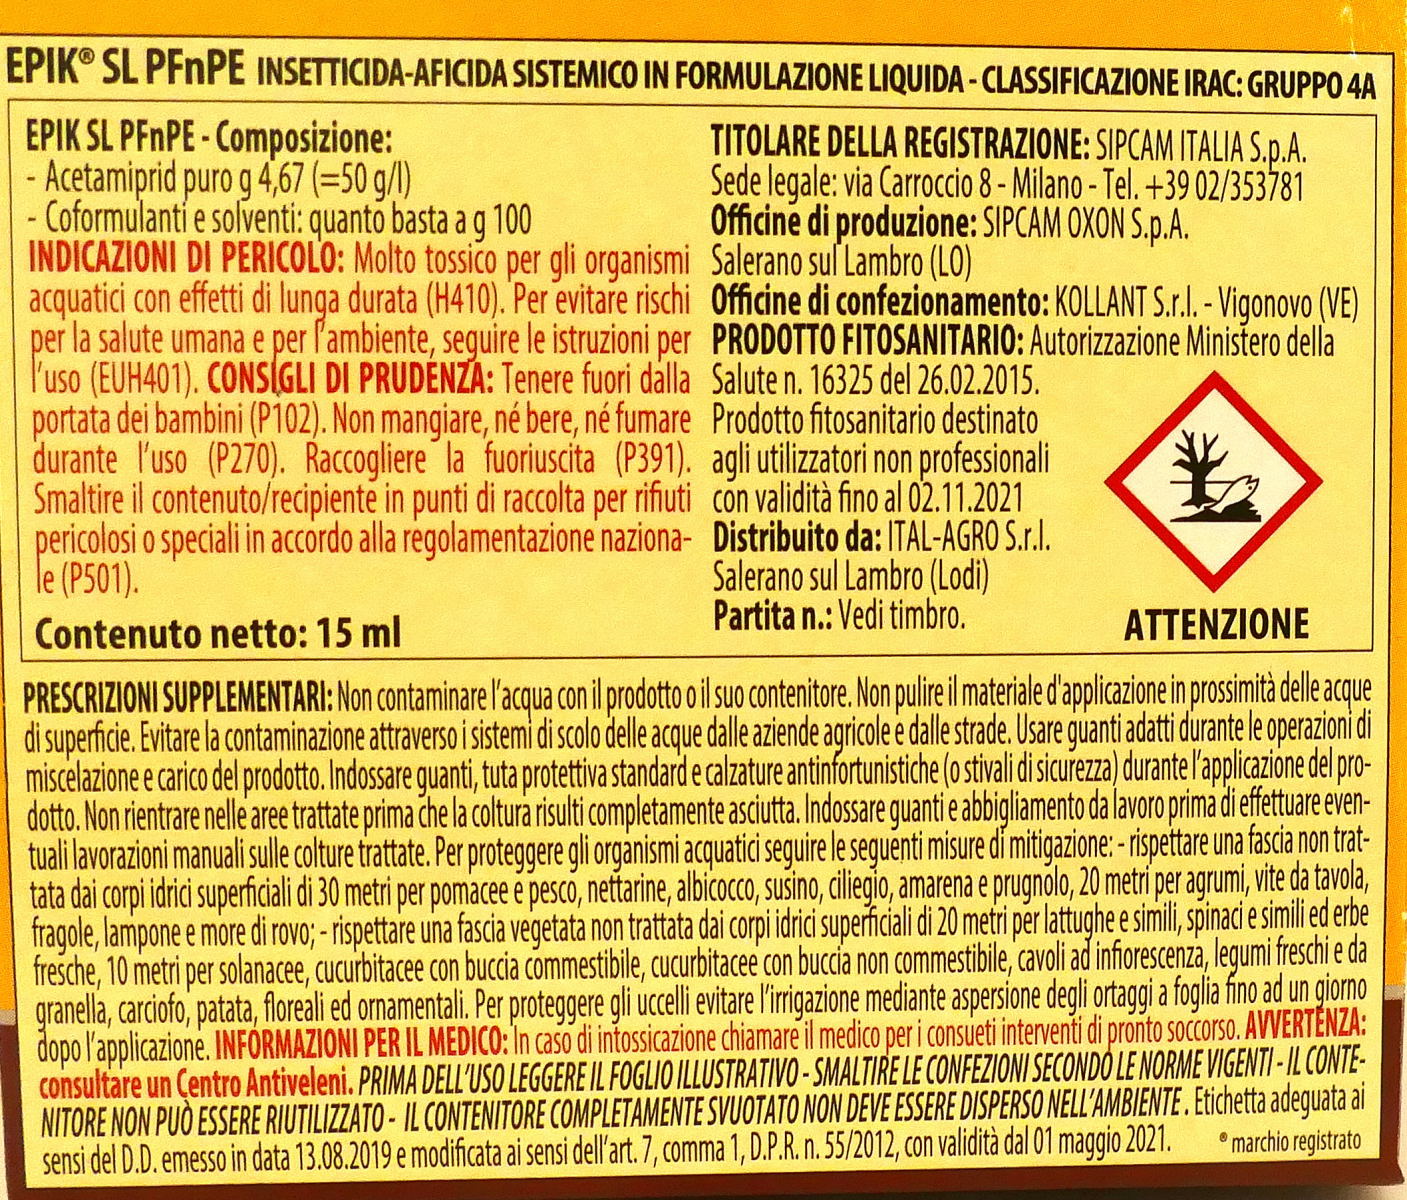 EPIK® SL PFnPE INSETTICIDA-AFICIDA SISTEMICO IN FORMULAZIONE LIQUIDA - CLASSIFICAZIONE IRAC: GRUPPO 4A
EPIK SL PFnPE - Composizione:
- Acetamiprid puro g 4,67 (=50 g/l)
- Coformulanti e solventi: quanto basta a g 100
INDICAZIONI DI PERICOLO: Molto tossico per gli organismi
acquatici con effetti di lunga durata (H410). Per evitare rischi
per la salute umana e per l'ambiente, seguire le istruzioni per
l'uso (EUH401). CONSIGLI DI PRUDENZA: Tenere fuori dalla
portata dei bambini (P102). Non mangiare, né bere, né fumare
durante l'uso (P270). Raccogliere la fuoriuscita (P391).
Smaltire il contenuto/recipiente in punti di raccolta per rifiuti
pericolosi o speciali in accordo alla regolamentazione naziona-
le (P501).
Contenuto netto: 15 ml
TITOLARE DELLA REGISTRAZIONE: SIPCAM ITALIA S.p.A.
Sede legale: via Carroccio 8 - Milano - Tel. +39 02/353781
Officine di produzione: SIPCAM OXON S.p.A.
Salerano sul Lambro (LO)
Officine di confezionamento: KOLLANT S.r.l. - Vigonovo (VE)
PRODOTTO FITOSANITARIO: Autorizzazione Ministero della
Salute n. 16325 del 26.02.2015.
Prodotto fitosanitario destinato
agli utilizzatori non professionali
con validità fino al 02.11.2021
Distribuito da: ITAL-AGRO S.r.l.
Salerano sul Lambro (Lodi)
Partita n.: Vedi timbro.
ATTENZIONE
PRESCRIZIONI SUPPLEMENTARI: Non contaminare l'acqua con il prodotto o il suo contenitore. Non pulire il materiale d'applicazione in prossimità delle acque
di superficie. Evitare la contaminazione attraverso i sistemi di scolo delle acque dalle aziende agricole e dalle strade. Usare guanti adatti durante le operazioni di
miscelazione e carico del prodotto. Indossare guanti, tuta protettiva standard e calzature antinfortunistiche (o stivali di sicurezza) durante l'applicazione del pro-
dotto. Non rientrare nelle aree trattate prima che la coltura risulti completamente asciutta. Indossare guanti e abbigliamento da lavoro prima di effettuare even-
tuali lavorazioni manuali sulle colture trattate. Per proteggere gli organismi acquatici seguire le seguenti misure di mitigazione: - rispettare una fascia non trat-
tata dai corpi idrici superficiali di 30 metri per pomacee e pesco, nettarine, albicocco, susino, ciliegio, amarena e prugnolo, 20 metri per agrumi, vite da tavola,
fragole, lampone e more di rovo; - rispettare una fascia vegetata non trattata dai corpi idrici superficiali di 20 metri per lattughe e simili, spinaci e simili ed erbe
fresche, 10 metri per solanacee, cucurbitacee con buccia commestibile, cucurbitacee con buccia non commestibile, cavoli ad infiorescenza, legumi freschi e da
granella, carciofo, patata, floreali ed ornamentali. Per proteggere gli uccelli evitare l'irrigazione mediante aspersione degli ortaggi a foglia fino ad un giorno
dopo l'applicazione. INFORMAZIONI PER IL MEDICO: In caso di intossicazione chiamare il medico per i consueti interventi di pronto soccorso. AVVERTENZA:
consultare un Centro Antiveleni. PRIMA DELL'USO LEGGERE IL FOGLIO ILLUSTRATIVO - SMALTIRE LE CONFEZIONI SECONDO LE NORME VIGENTI - IL CONTE-
NITORE NON PUÒ ESSERE RIUTILIZZATO - IL CONTENITORE COMPLETAMENTE SVUOTATO NON DEVE ESSERE DISPERSO NELL'AMBIENTE. Etichetta adeguata ai
sensi del D.D. emesso in data 13.08.2019 e modificata ai sensi dell'art. 7, comma 1, D.P.R. n. 55/2012, con validità dal 01 maggio 2021. ® marchio registrato